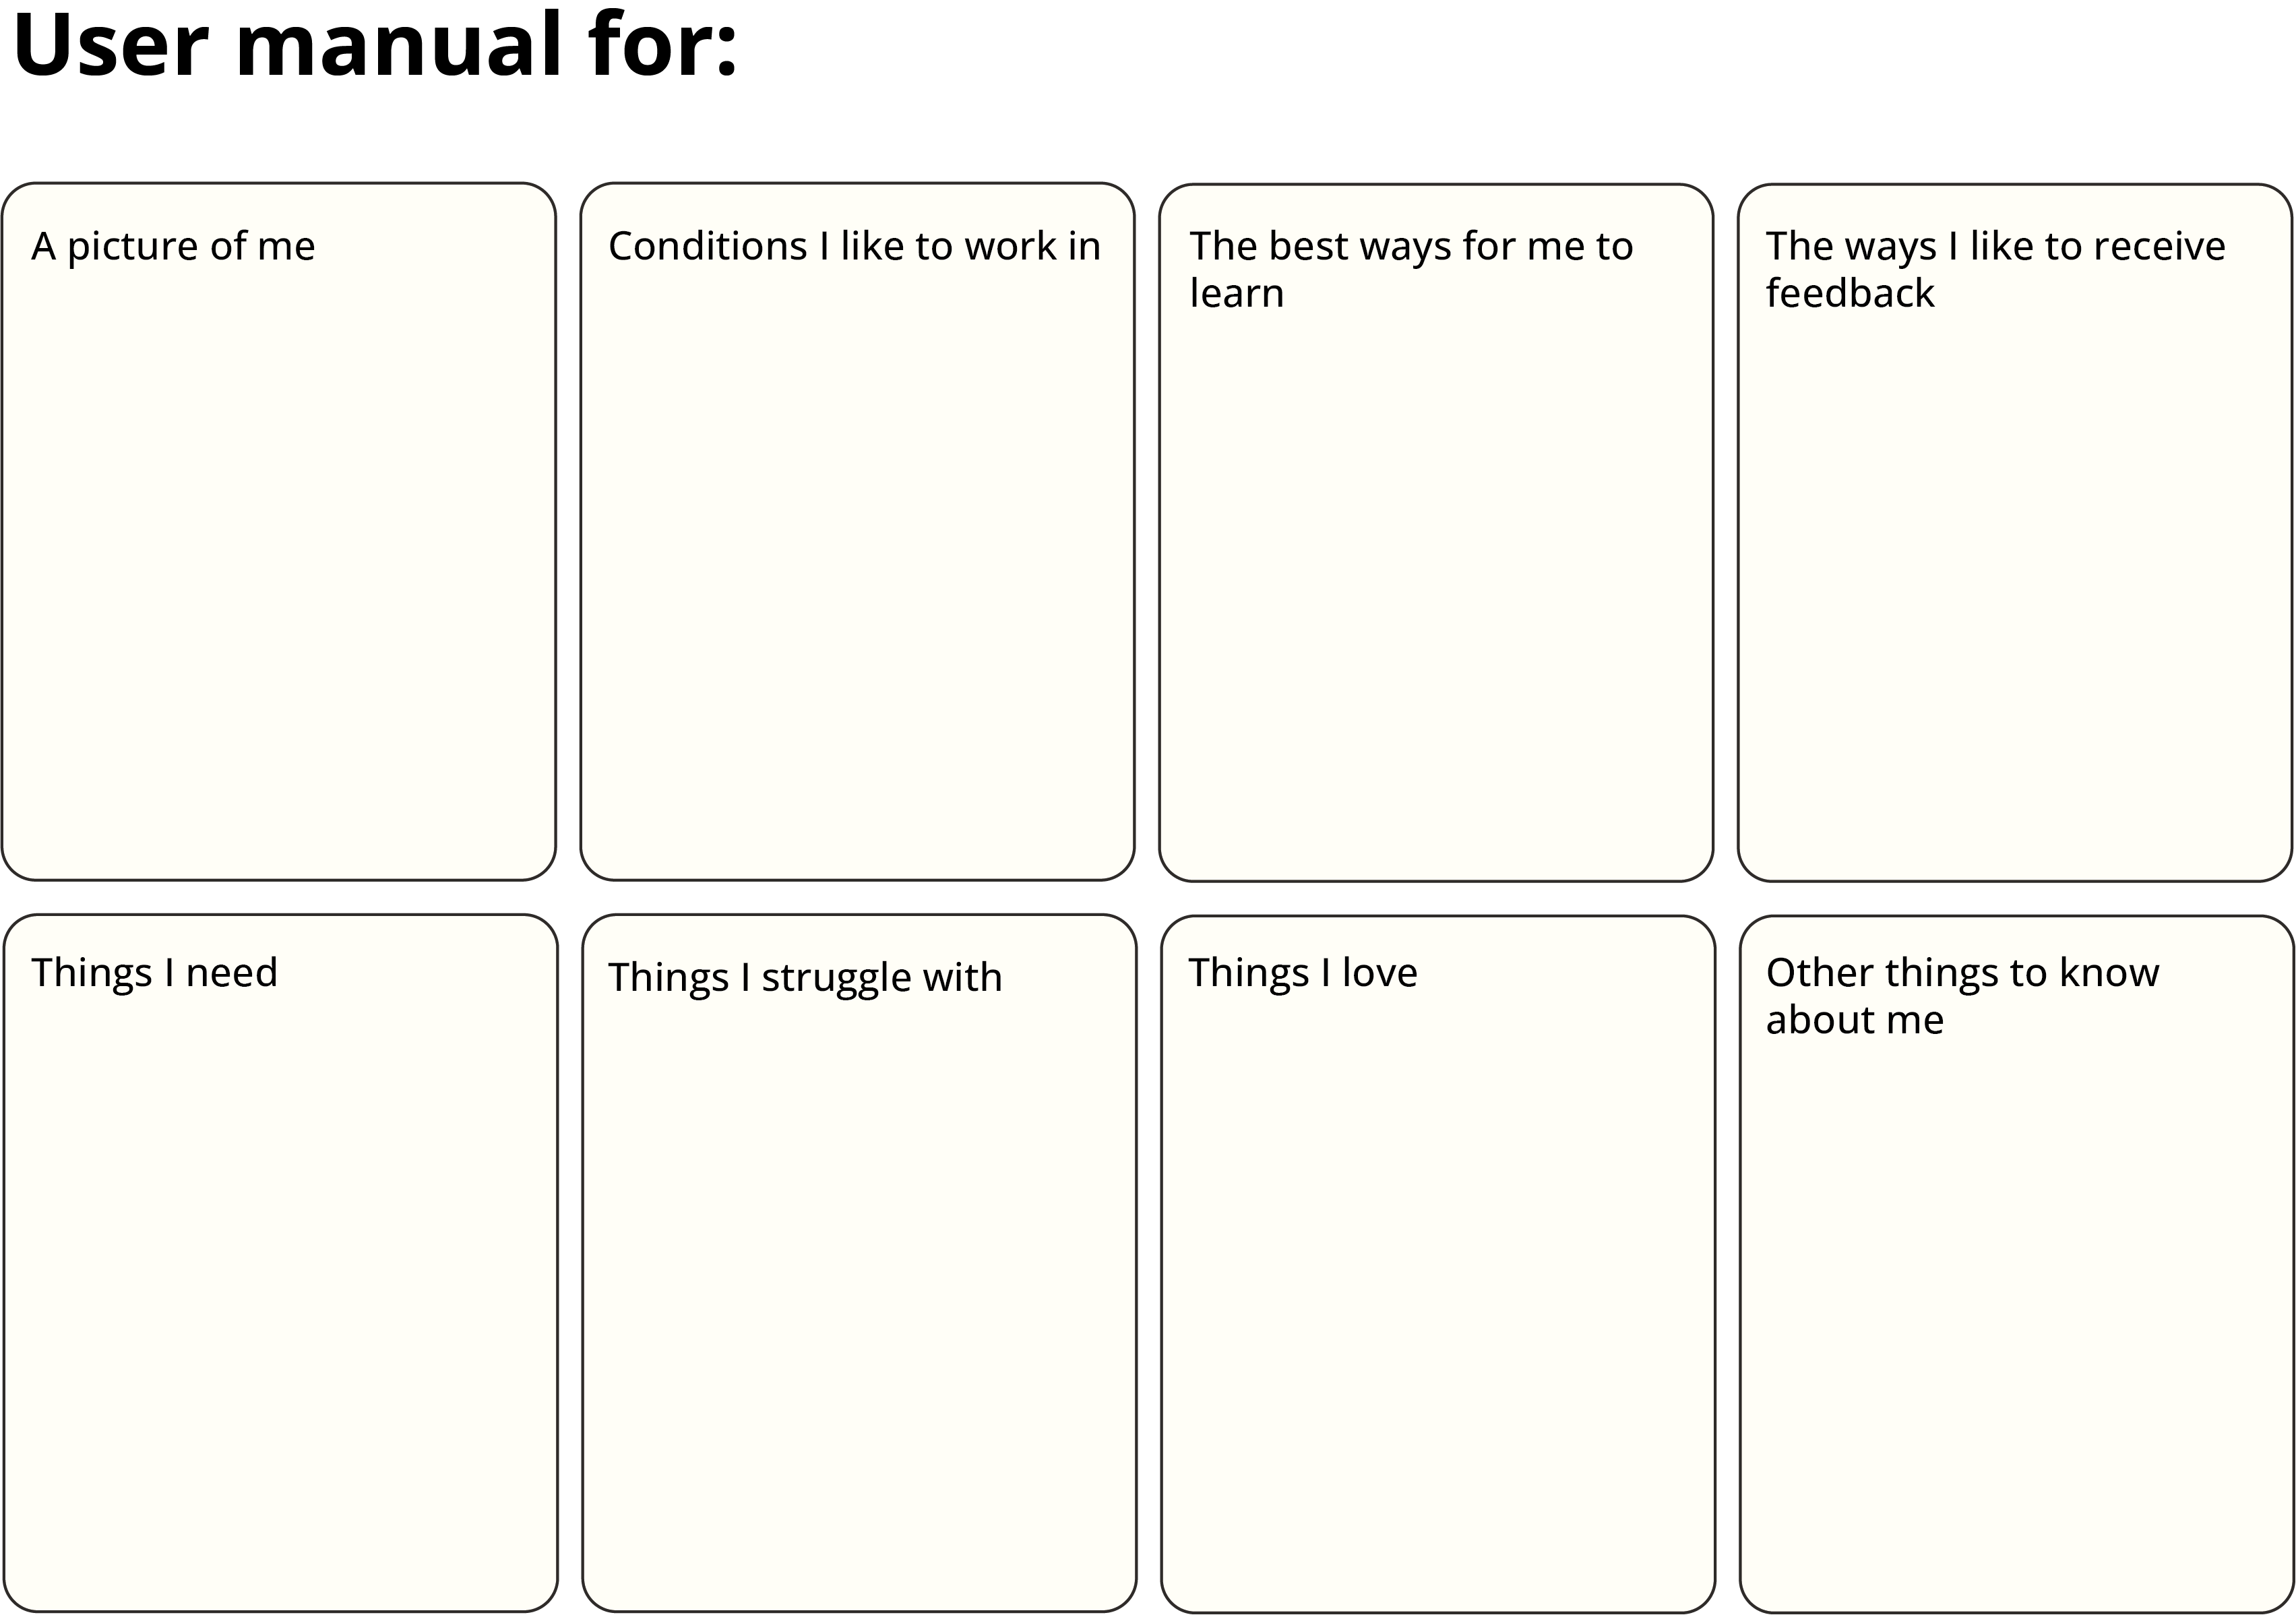 User manual for:
A picture of me
Conditions I like to work in
The best ways for me to
learn
The ways I like to receive
feedback
Things I need
Things I struggle with
Things I love
Other things to know
about me